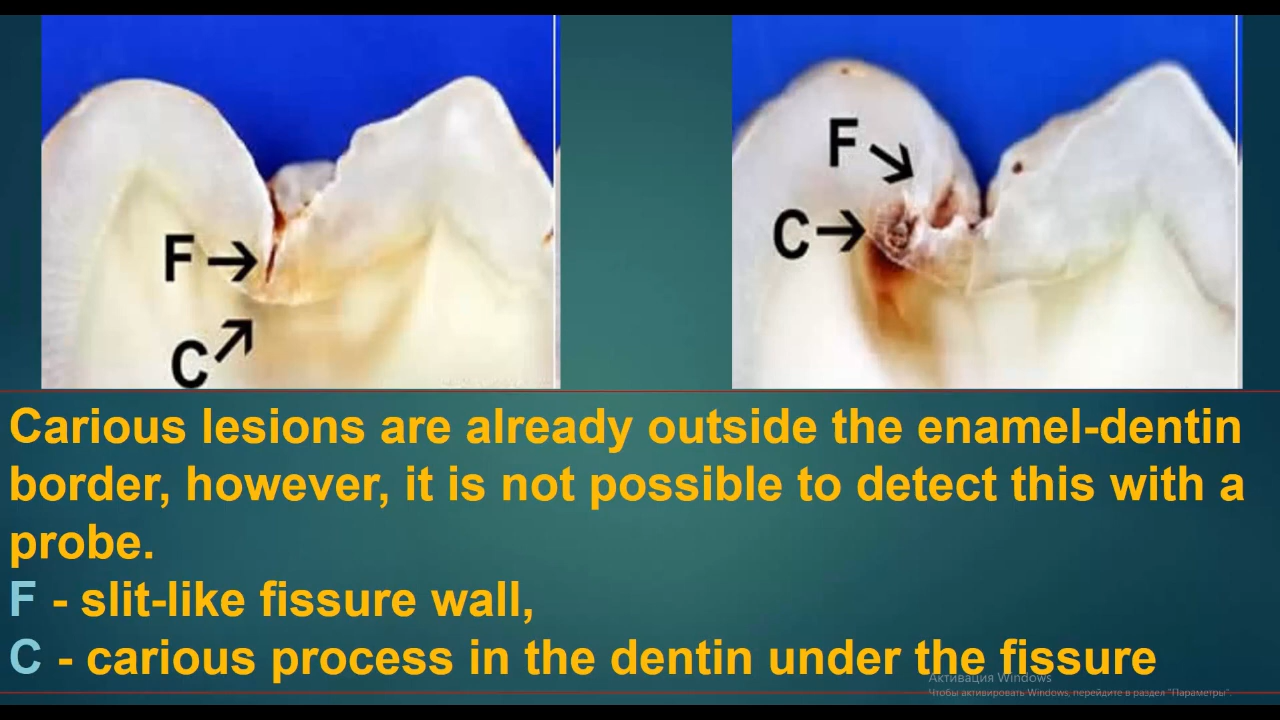 F→
C↗
F↘
C→
Carious lesions are already outside the enamel-dentin
border, however, it is not possible to detect this with a
probe.
F - slit-like fissure wall,
C - carious process in the dentin under the fissure
Активация Windows
Чтобы активировать Windows, перейдите в раздел "Параметры".